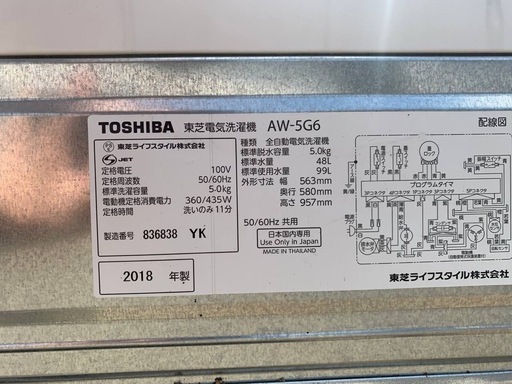 TOSHIBA 東芝電気洗濯機 AW-5G6
配線図
東芝ライフスタイル株式会社
S JET
定格電圧 100V
定格周波数 50/60Hz
標準洗濯容量 5.0kg
電動機定格消費電力 360/435W
定格時間 洗いのみ 11分
製造番号 836838 YK
2018 年製
種類 全自動電気洗濯機
標準脱水容量 5.0kg
標準水量 48L
標準使用水量 99L
外形寸法 幅 563mm
奥行 580mm
高さ 957mm
50/60Hz 共用
日本国内専用
Use Only in Japan
MADE IN THAILAND
プログラムタイマ
東芝ライフスタイル株式会社